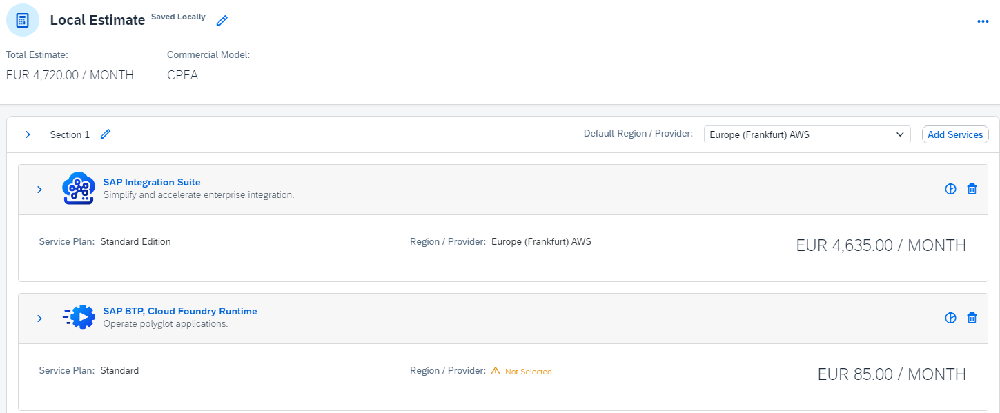 Local Estimate Saved Locally
Total Estimate: Commercial Model:
EUR 4,720.00 / MONTH CPEA
Section 1 Default Region / Provider: Europe (Frankfurt) AWS Add Services
SAP Integration Suite
Simplify and accelerate enterprise integration.
Service Plan: Standard Edition Region / Provider: Europe (Frankfurt) AWS EUR 4,635.00 / MONTH
SAP BTP, Cloud Foundry Runtime
Operate polyglot applications.
Service Plan: Standard Region / Provider: Not Selected EUR 85.00 / MONTH